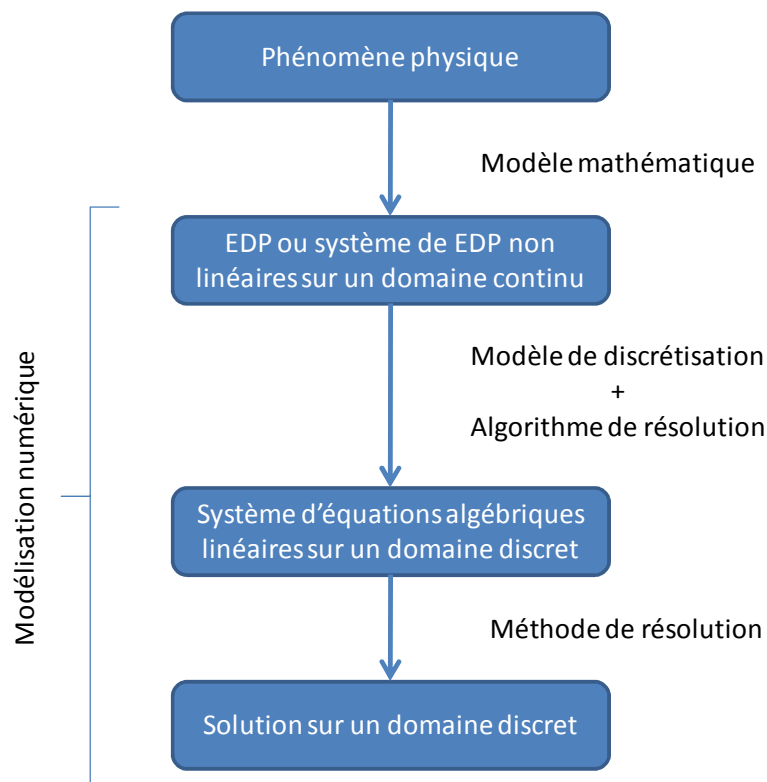 Phénomène physique
Modèle mathématique
EDP ou système de EDP non
linéaires sur un domaine continu
Modèle de discrétisation
+
Algorithme de résolution
Système d'équations algébriques
linéaires sur un domaine discret
Méthode de résolution
Solution sur un domaine discret
Modélisation numérique